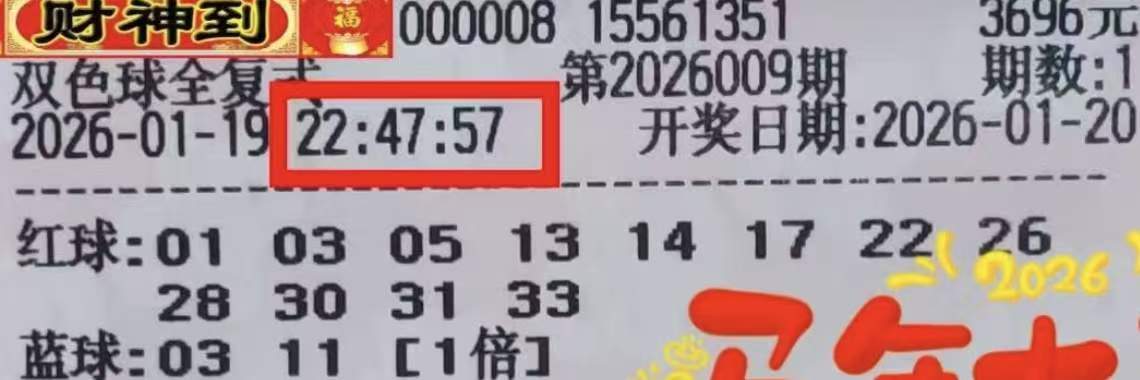 财神到
福
000008 15561351 3696元
双色球全复式 第2026009期 期数:1
2026-01-19 22:47:57 开奖日期:2026-01-20
红球:01 03 05 13 14 17 22 26
28 30 31 33
蓝球:03 11 [1倍]
2026